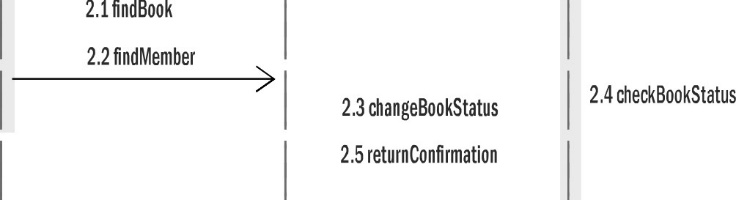 2.1 findBook
2.2 findMember
2.3 changeBookStatus
2.4 checkBookStatus
2.5 returnConfirmation